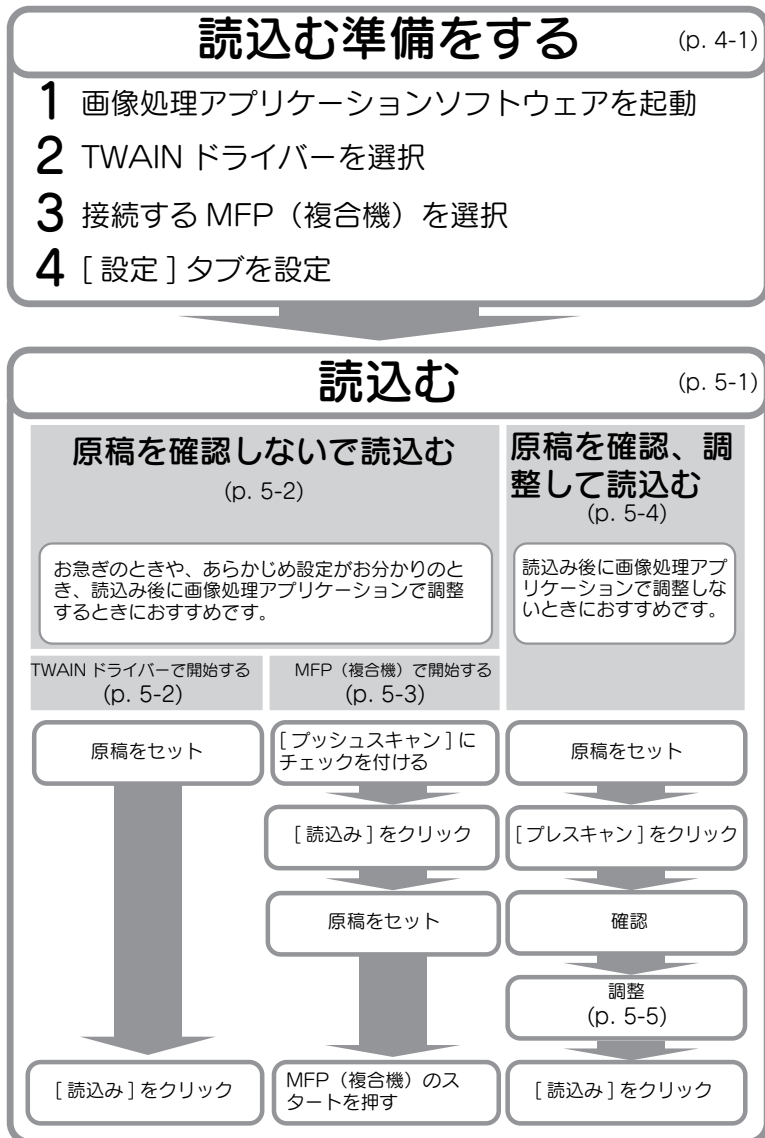 読込む準備をする (p. 4-1)
1 画像処理アプリケーションソフトウェアを起動
2 TWAIN ドライバーを選択
3 接続する MFP（複合機）を選択
4 [ 設定 ] タブを設定
読込む (p. 5-1)
原稿を確認しないで読込む
(p. 5-2)
お急ぎのときや、あらかじめ設定がお分かりのと
き、読込み後に画像処理アプリケーションで調整
するときにおすすめです。
原稿を確認、調
整して読込む
(p. 5-4)
読込み後に画像処理アプ
リケーションで調整しな
いときにおすすめです。
TWAIN ドライバーで開始する
(p. 5-2)
原稿をセット
[ 読込み ] をクリック
MFP（複合機）で開始する
(p. 5-3)
[ プッシュスキャン ] に
チェックを付ける
[ 読込み ] をクリック
原稿をセット
MFP（複合機）のス
タートを押す
原稿をセット
[ プレスキャン ] をクリック
確認
調整
(p. 5-5)
[ 読込み ] をクリック